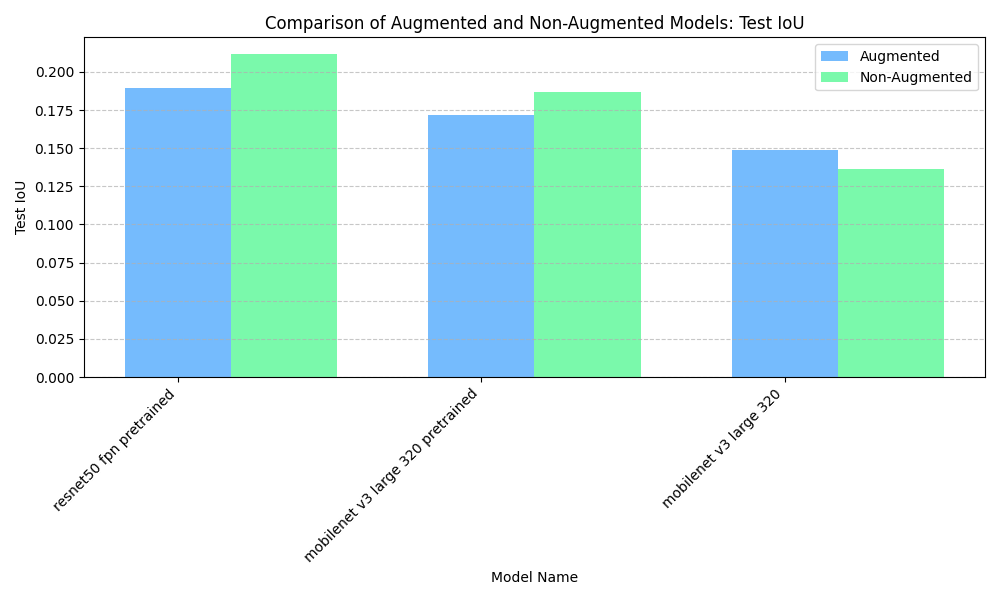 Comparison of Augmented and Non-Augmented Models: Test IoU
Augmented
Non-Augmented
Test IoU
0.200
0.175
0.150
0.125
0.100
0.075
0.050
0.025
0.000
resnet50 fpn pretrained
mobilenet v3 large 320 pretrained
mobilenet v3 large 320
Model Name